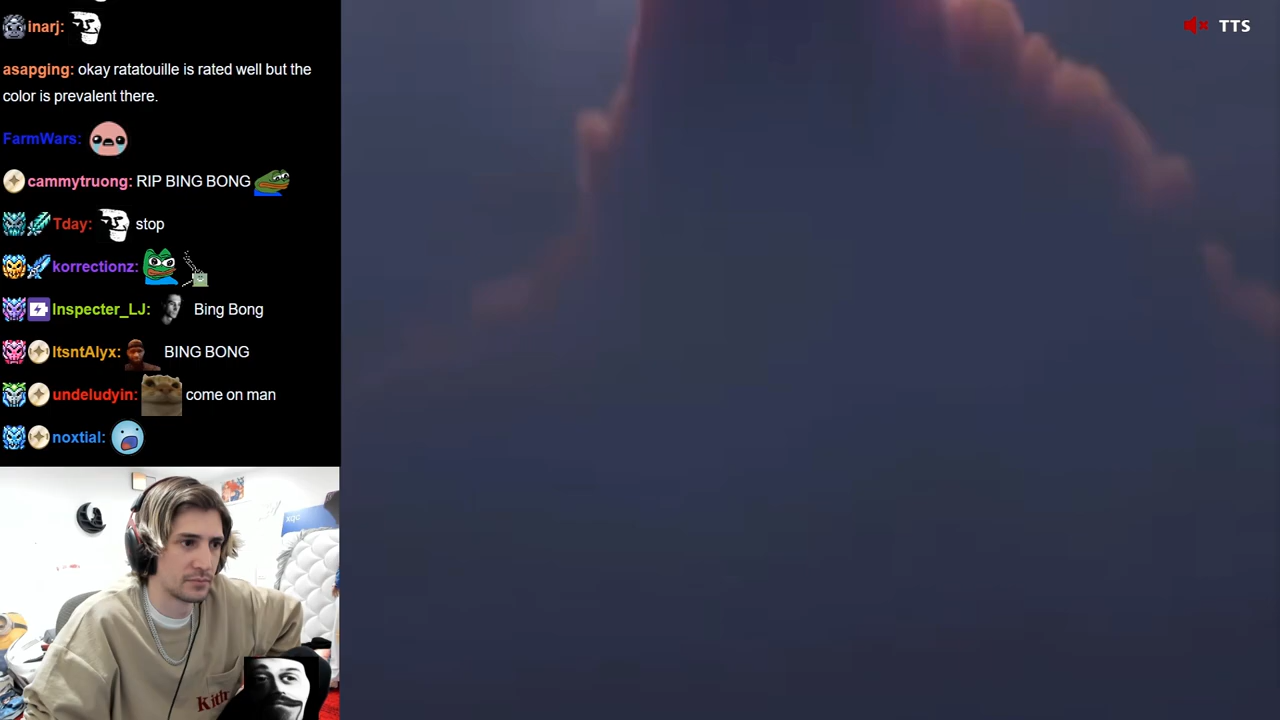 inarj:
asapging: okay ratatouille is rated well but the
color is prevalent there.
FarmWars:
cammytruong: RIP BING BONG
Tday: stop
korrectionz:
Inspecter_LJ: Bing Bong
ItsntAlyx: BING BONG
undeludyin: come on man
noxtial:
TTS
XQC
Kith